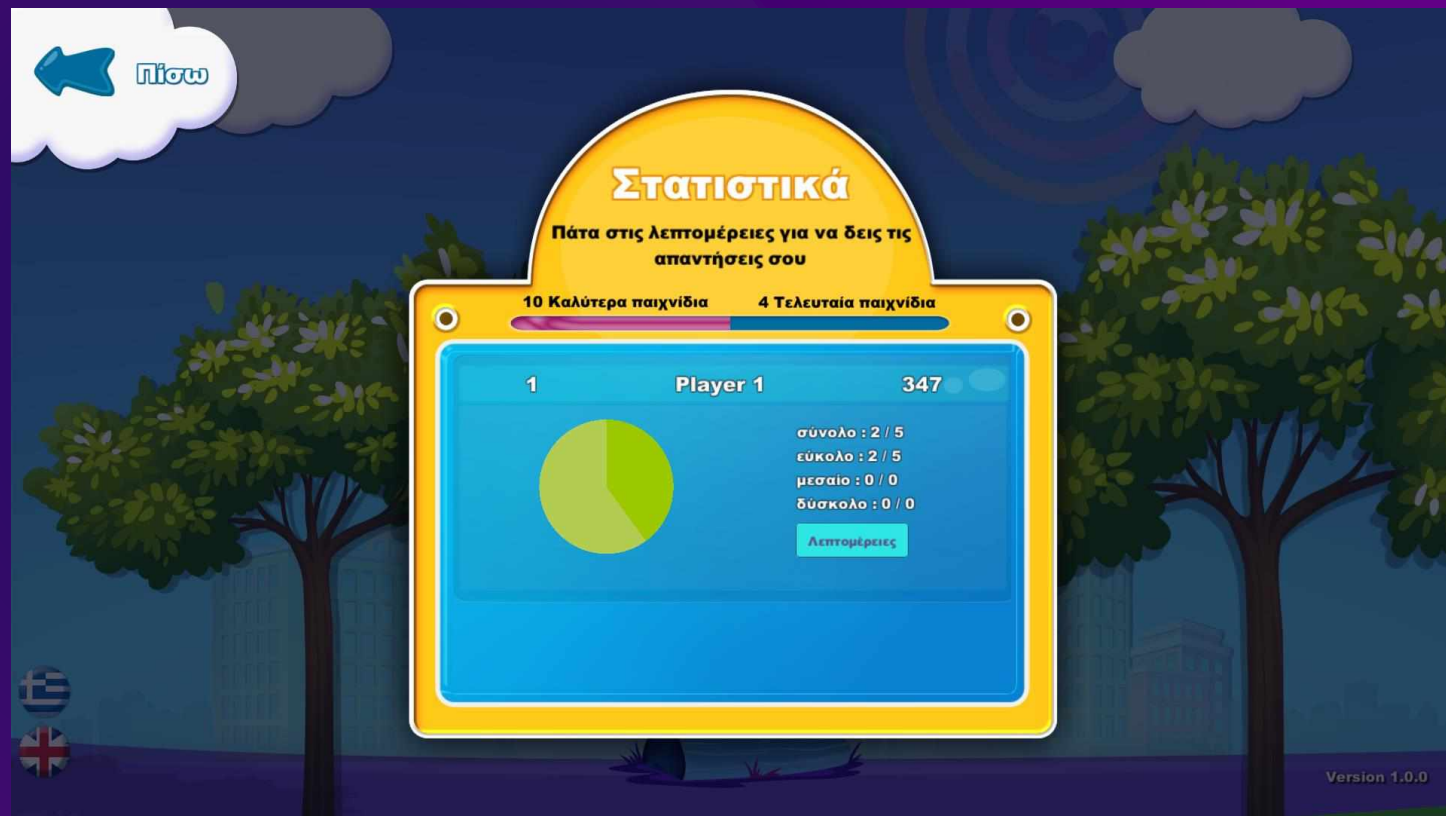 Πίσω
Στατιστικά
Πάτα στις λεπτομέρειες για να δεις τις
απαντήσεις σου
10 Καλύτερα παιχνίδια 4 Τελευταία παιχνίδια
1 Player 1 347
σύνολο : 2 / 5
εύκολο : 2 / 5
μεσαίο : 0 / 0
δύσκολο : 0 / 0
Λεπτομέρειες
Version 1.0.0